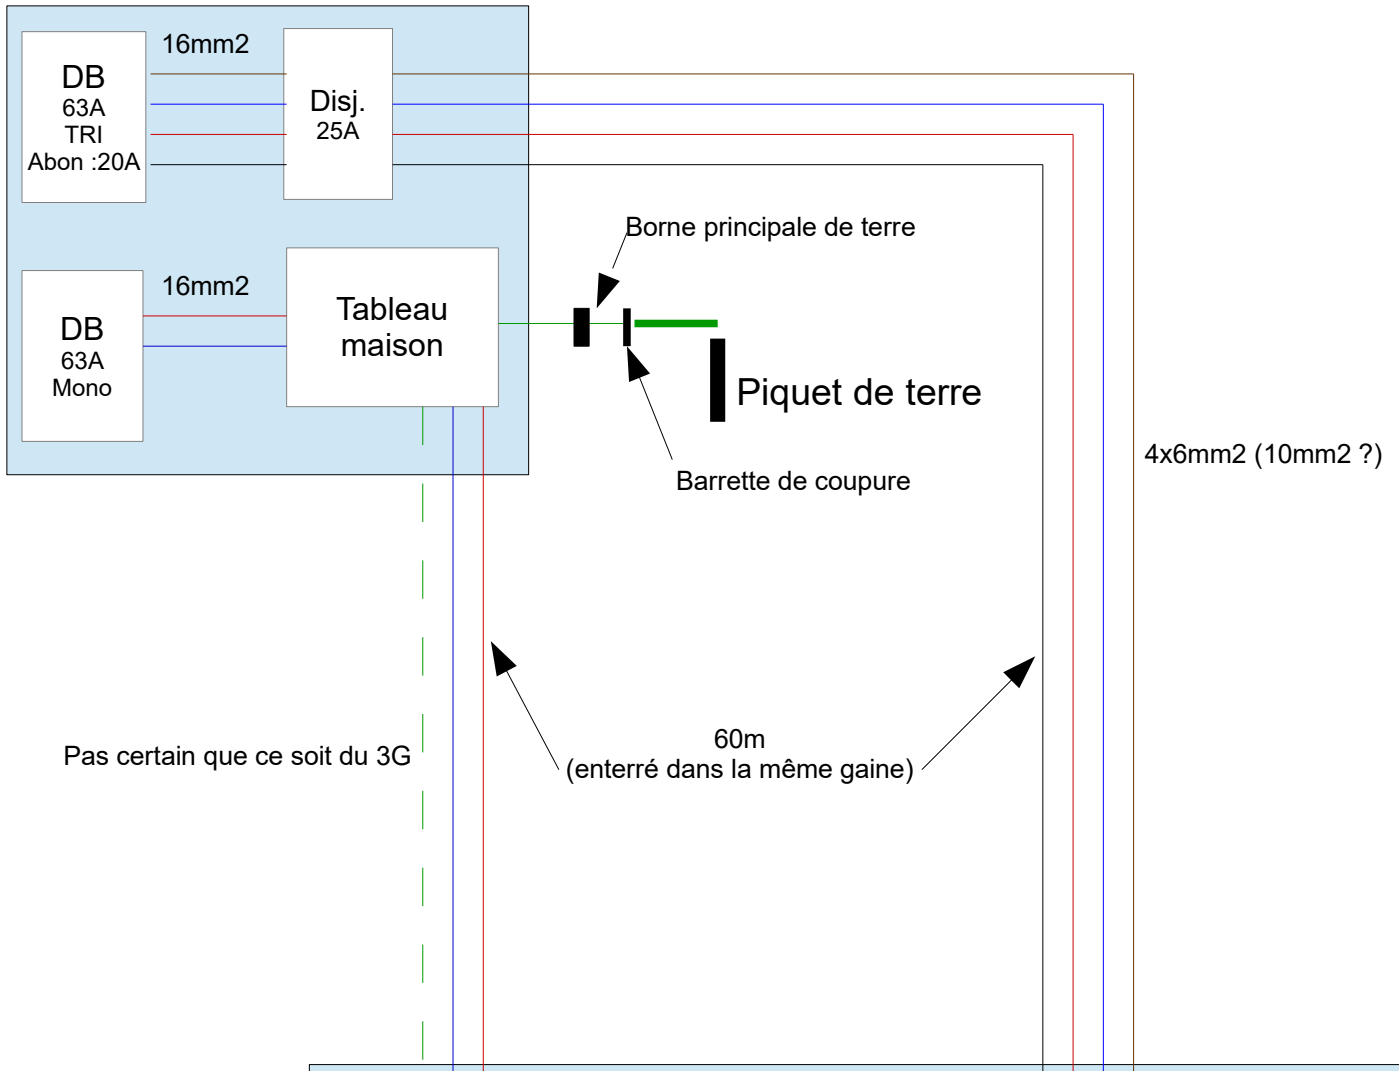 16mm2
DB
63A
TRI
Abon :20A
Disj.
25A
Borne principale de terre
16mm2
DB
63A
Mono
Tableau
maison
Piquet de terre
Barrette de coupure
4x6mm2 (10mm2 ?)
Pas certain que ce soit du 3G
60m
(enterré dans la même gaine)